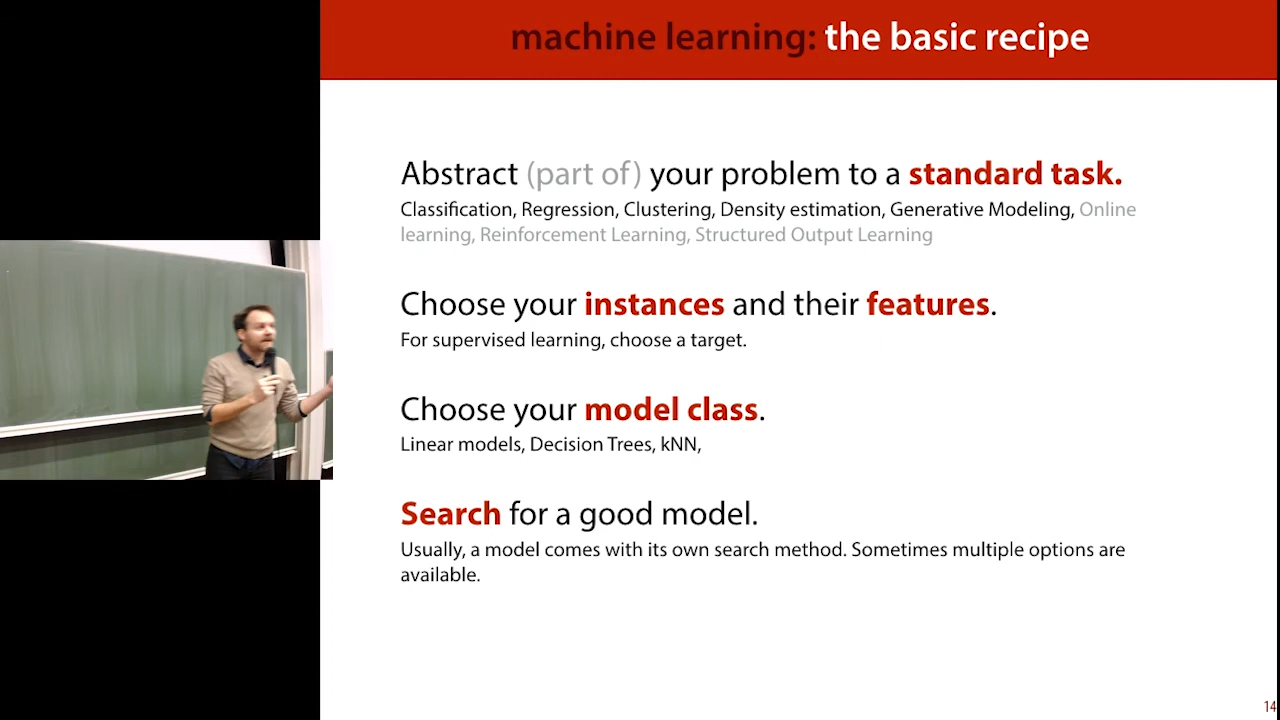 machine learning: the basic recipe
Abstract (part of) your problem to a standard task.
Classification, Regression, Clustering, Density estimation, Generative Modeling, Online
learning, Reinforcement Learning, Structured Output Learning
Choose your instances and their features.
For supervised learning, choose a target.
Choose your model class.
Linear models, Decision Trees, kNN,
Search for a good model.
Usually, a model comes with its own search method. Sometimes multiple options are
available.
14